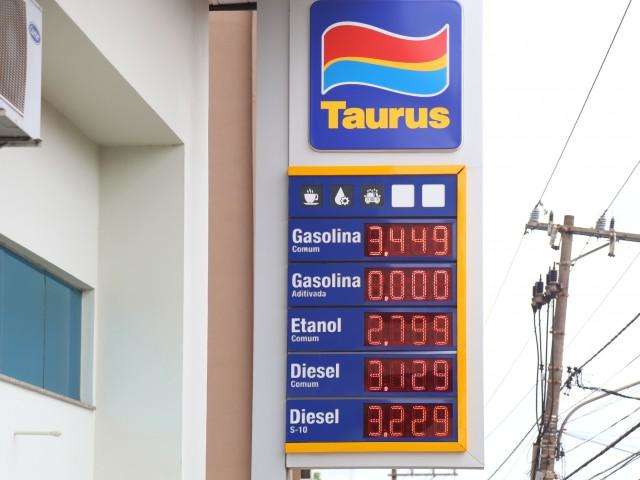 Taurus
Gasolina 3.449
Comum
Gasolina 0.000
Aditivada
Etanol 2.799
Comum
Diesel 3.129
Comum
Diesel 3.229
S-10